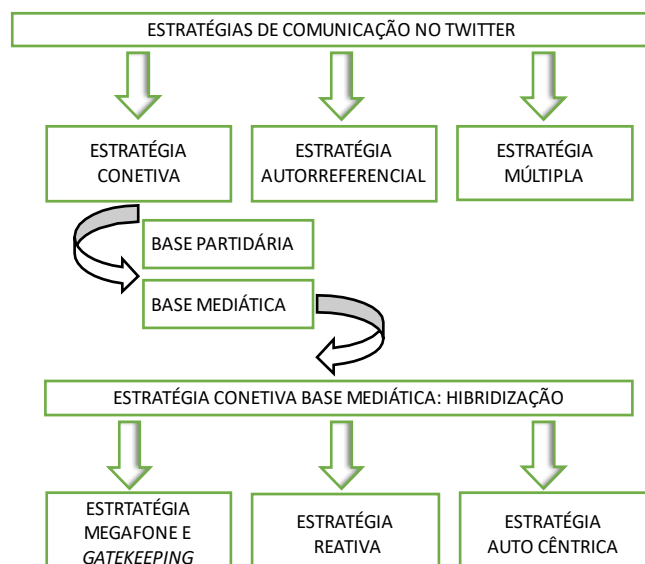 ESTRATÉGIAS DE COMUNICAÇÃO NO TWITTER
ESTRATÉGIA
CONETIVA
ESTRATÉGIA
AUTORREFERENCIAL
ESTRATÉGIA
MÚLTIPLA
BASE PARTIDÁRIA
BASE MEDIÁTICA
ESTRATÉGIA CONETIVA BASE MEDIÁTICA: HIBRIDIZAÇÃO
ESTRTATÉGIA
MEGAFONE E
GATEKEEPING
ESTRATÉGIA
REATIVA
ESTRATÉGIA
AUTO CÊNTRICA